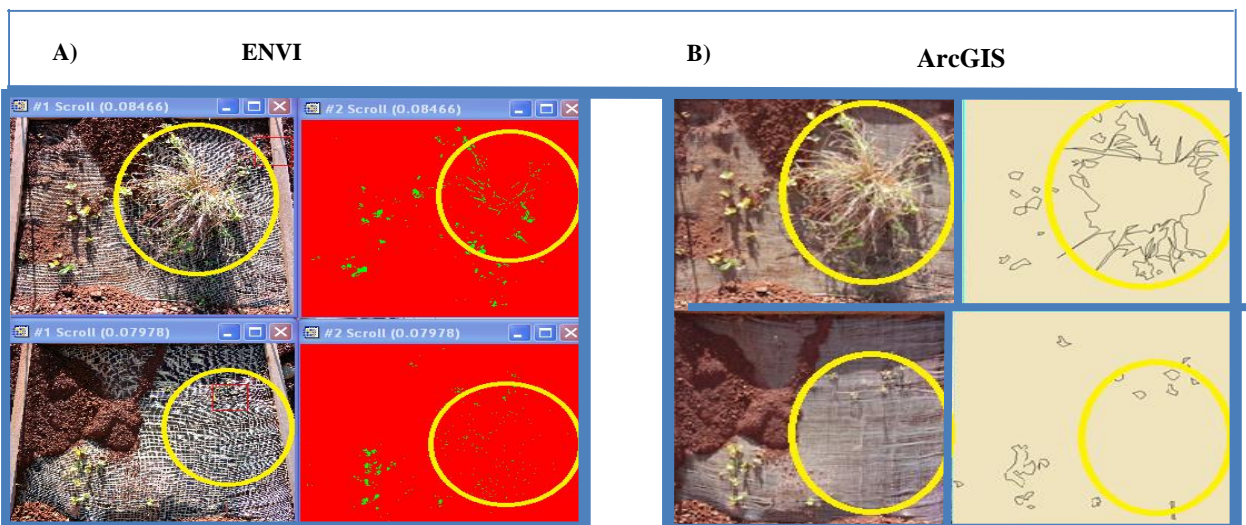 A) ENVI B) ArcGIS
#1 Scroll (0.08466) #2 Scroll (0.08466)
#1 Scroll (0.07978) #2 Scroll (0.07978)